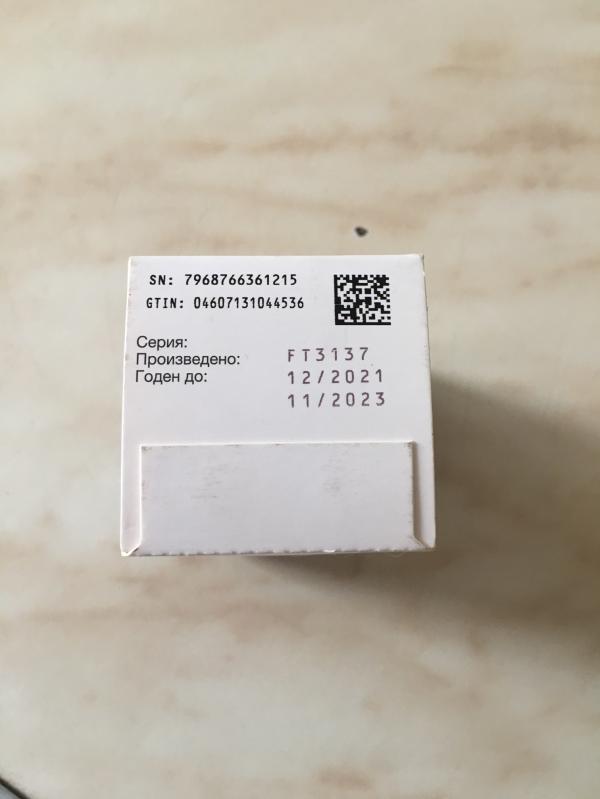 SN: 7968766361215
GTIN: 04607131044536
Серия:
Произведено: FT3137
Годен до: 12/2021
11/2023